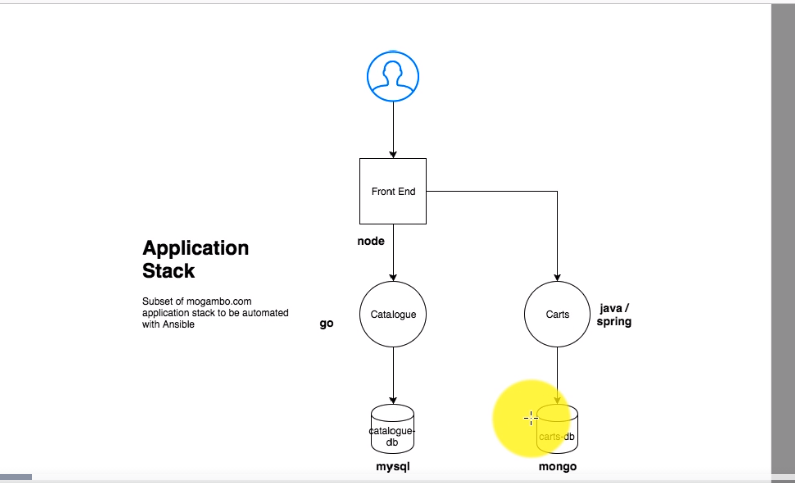 Front End
node
Application
Stack
Subset of mogambo.com
application stack to be automated
with Ansible
go
Catalogue
Carts
java /
spring
catalogue-
db
mysql
carts-db
mongo